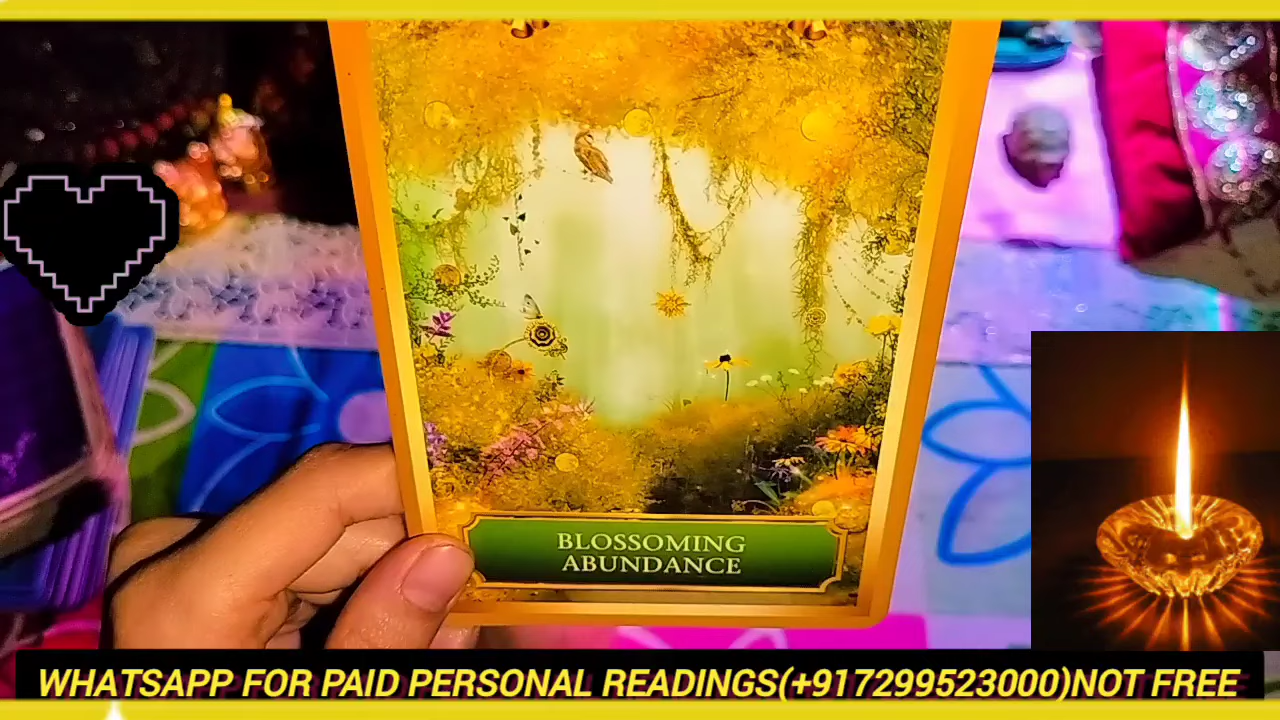 BLOSSOMING
ABUNDANCE
WHATSAPP FOR PAID PERSONAL READINGS(+917299523000)NOT FREE